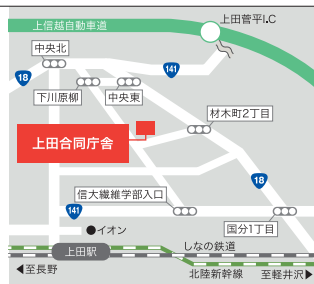 上信越自動車道
上田菅平I.C
中央北
18
141
下川原柳
中央東
材木町2丁目
上田合同庁舎
18
信大繊維学部入口
141
国分1丁目
●イオン
上田駅
しなの鉄道
◀至長野
北陸新幹線
至軽井沢▶